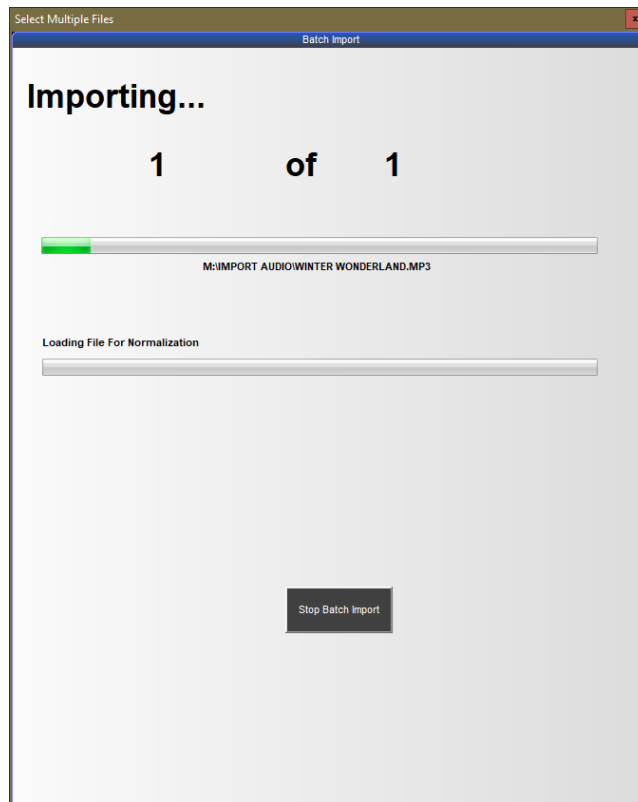 Select Multiple Files x
Batch Import
Importing...
1 of 1
M:\IMPORT AUDIO\WINTER WONDERLAND.MP3
Loading File For Normalization
Stop Batch Import